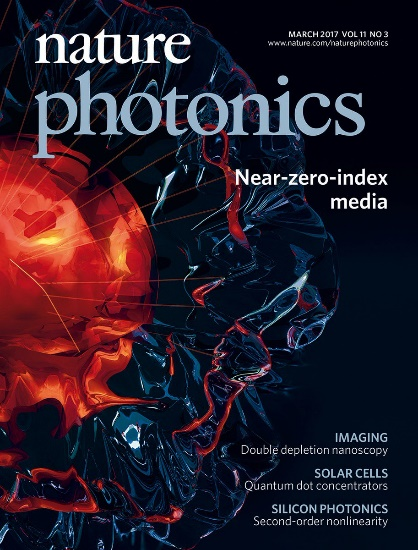 MARCH 2017 VOL 11 NO 3
www.nature.com/naturephotonics
nature
photonics
Near-zero-index
media
IMAGING
Double depletion nanoscopy
SOLAR CELLS
Quantum dot concentrators
SILICON PHOTONICS
Second-order nonlinearity